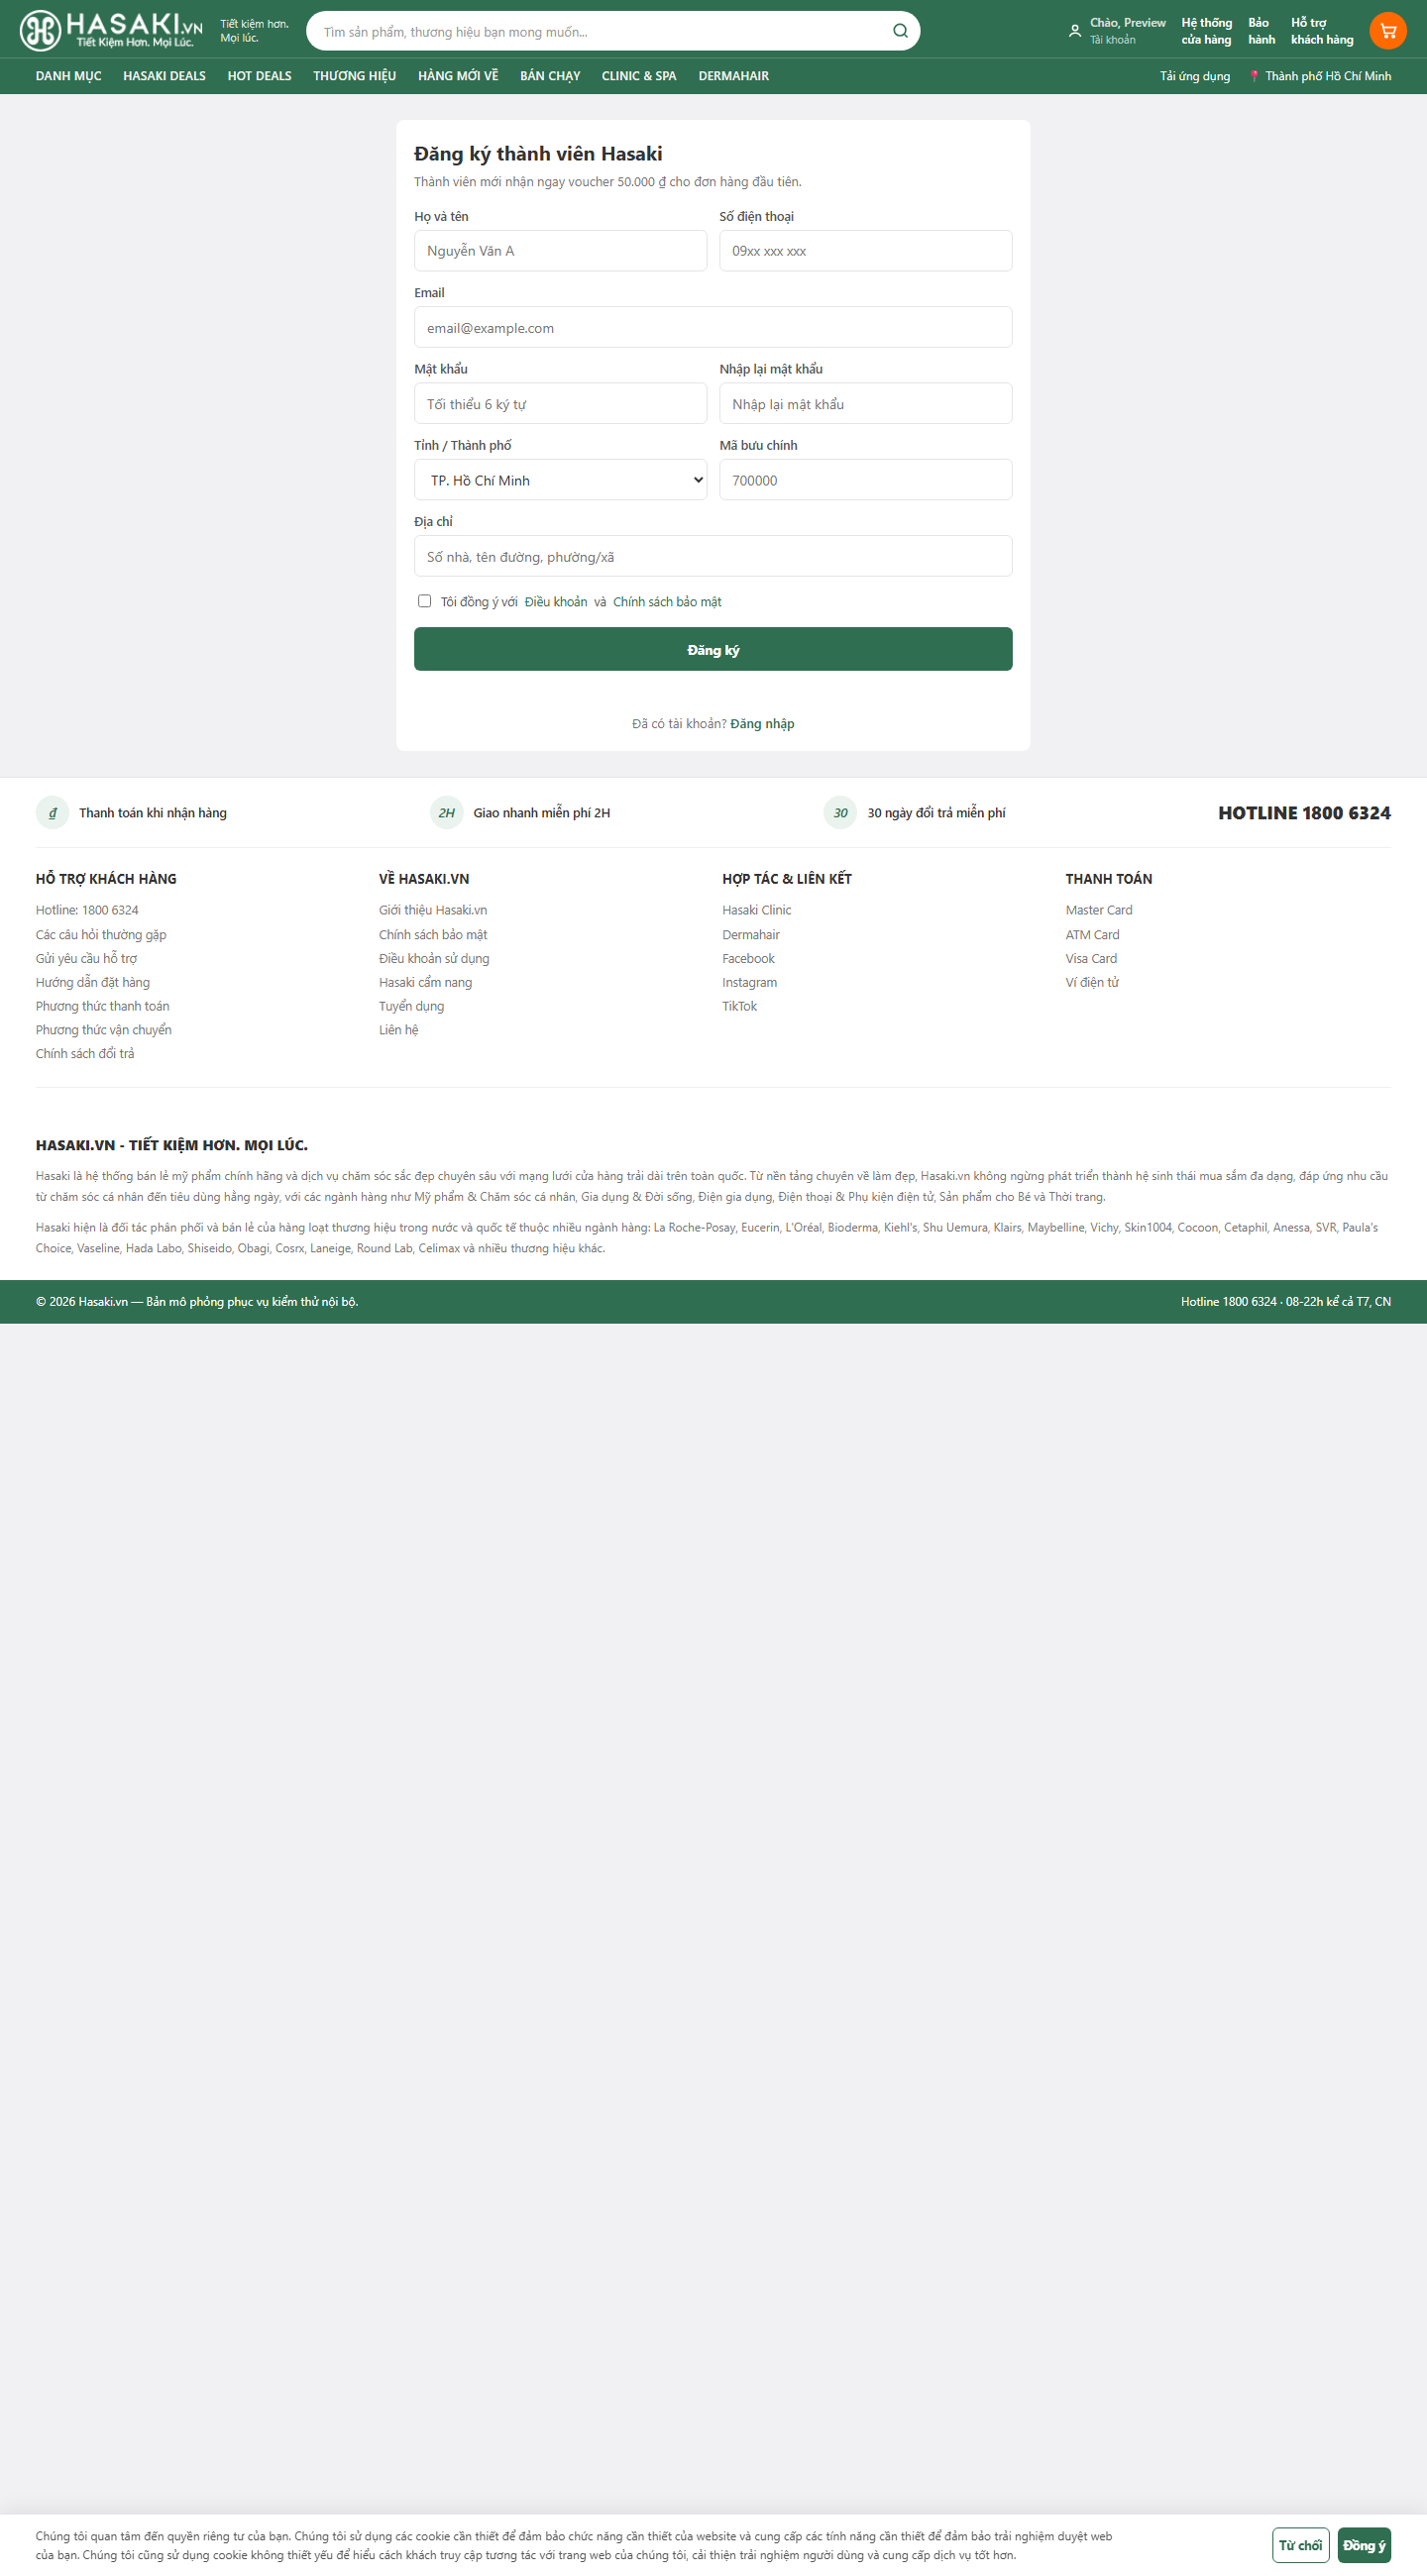 HASAKI.VN
Tiết Kiệm Hơn. Mọi Lúc.
Tiết kiệm hơn.
Mọi lúc.
Tìm sản phẩm, thương hiệu bạn mong muốn...
Chào, Preview
Tài khoản
Hệ thống
cửa hàng
Bảo
hành
Hỗ trợ
khách hàng
DANH MỤC HASAKI DEALS HOT DEALS THƯƠNG HIỆU HÀNG MỚI VỀ BÁN CHẠY CLINIC & SPA DERMAHAIR Tải ứng dụng Thành phố Hồ Chí Minh
Đăng ký thành viên Hasaki
Thành viên mới nhận ngay voucher 50.000 ₫ cho đơn hàng đầu tiên.
Họ và tên Số điện thoại
Nguyễn Văn A 09xx xxx xxx
Email
email@example.com
Mật khẩu Nhập lại mật khẩu
Tối thiểu 6 ký tự Nhập lại mật khẩu
Tỉnh / Thành phố Mã bưu chính
TP. Hồ Chí Minh 700000
Địa chỉ
Số nhà, tên đường, phường/xã
Tôi đồng ý với Điều khoản và Chính sách bảo mật
Đăng ký
Đã có tài khoản? Đăng nhập
₫ Thanh toán khi nhận hàng 2H Giao nhanh miễn phí 2H 30 30 ngày đổi trả miễn phí HOTLINE 1800 6324
HỖ TRỢ KHÁCH HÀNG
Hotline: 1800 6324
Các câu hỏi thường gặp
Gửi yêu cầu hỗ trợ
Hướng dẫn đặt hàng
Phương thức thanh toán
Phương thức vận chuyển
Chính sách đổi trả
VỀ HASAKI.VN
Giới thiệu Hasaki.vn
Chính sách bảo mật
Điều khoản sử dụng
Hasaki cẩm nang
Tuyển dụng
Liên hệ
HỢP TÁC & LIÊN KẾT
Hasaki Clinic
Dermahair
Facebook
Instagram
TikTok
THANH TOÁN
Master Card
ATM Card
Visa Card
Ví điện tử
HASAKI.VN - TIẾT KIỆM HƠN. MỌI LÚC.
Hasaki là hệ thống bán lẻ mỹ phẩm chính hãng và dịch vụ chăm sóc sắc đẹp chuyên sâu với mạng lưới cửa hàng trải dài trên toàn quốc. Từ nền tảng chuyên về làm đẹp, Hasaki.vn không ngừng phát triển thành hệ sinh thái mua sắm đa dạng, đáp ứng nhu cầu
từ chăm sóc cá nhân đến tiêu dùng hằng ngày, với các ngành hàng như Mỹ phẩm & Chăm sóc cá nhân, Gia dụng & Đời sống, Điện gia dụng, Điện thoại & Phụ kiện điện tử, Sản phẩm cho Bé và Thời trang.
Hasaki hiện là đối tác phân phối và bán lẻ của hàng loạt thương hiệu trong nước và quốc tế thuộc nhiều ngành hàng: La Roche-Posay, Eucerin, L'Oréal, Bioderma, Kiehl's, Shu Uemura, Klairs, Maybelline, Vichy, Skin1004, Cocoon, Cetaphil, Anessa, SVR, Paula's
Choice, Vaseline, Hada Labo, Shiseido, Obagi, Cosrx, Laneige, Round Lab, Celimax và nhiều thương hiệu khác.
© 2026 Hasaki.vn — Bản mô phỏng phục vụ kiểm thử nội bộ. Hotline 1800 6324 · 08-22h kể cả T7, CN
Chúng tôi quan tâm đến quyền riêng tư của bạn. Chúng tôi sử dụng các cookie cần thiết để đảm bảo chức năng cần thiết của website và cung cấp các tính năng cần thiết để đảm bảo trải nghiệm duyệt web
của bạn. Chúng tôi cũng sử dụng cookie không thiết yếu để hiểu cách khách truy cập tương tác với trang web của chúng tôi, cải thiện trải nghiệm người dùng và cung cấp dịch vụ tốt hơn.
Từ chối Đồng ý